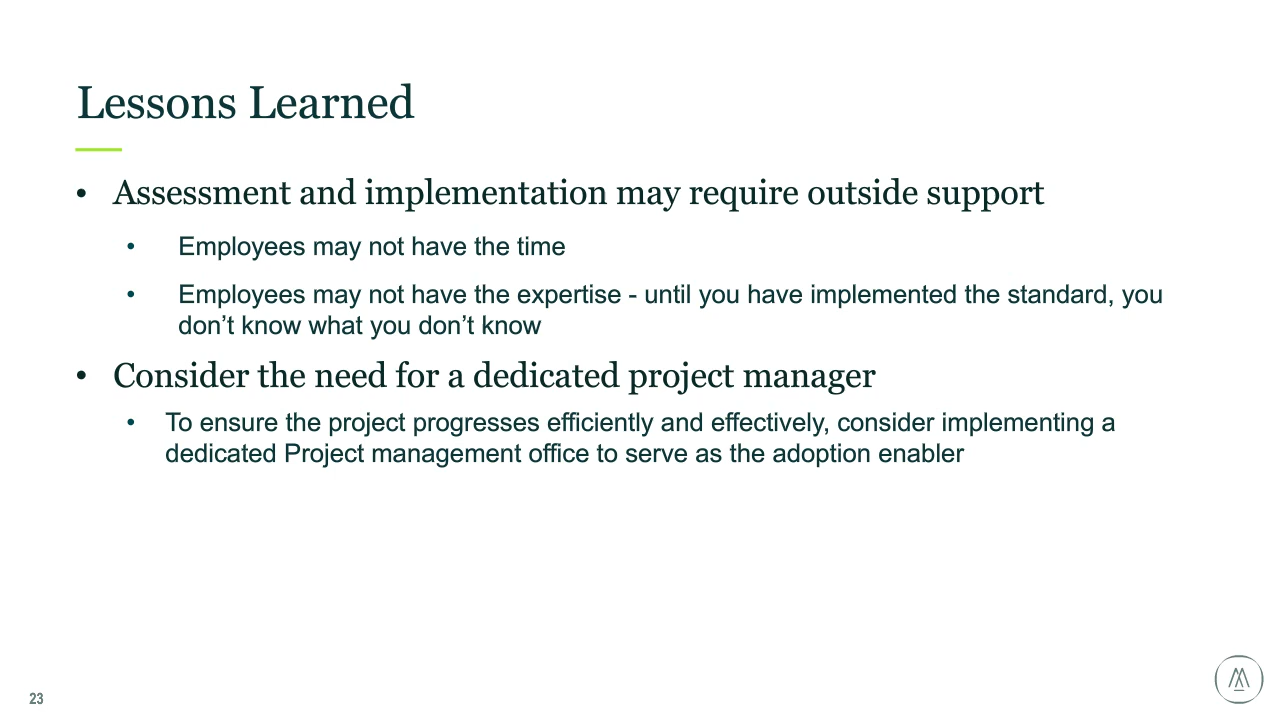 Lessons Learned
• Assessment and implementation may require outside support
• Employees may not have the time
• Employees may not have the expertise - until you have implemented the standard, you
don’t know what you don’t know
• Consider the need for a dedicated project manager
• To ensure the project progresses efficiently and effectively, consider implementing a
dedicated Project management office to serve as the adoption enabler
23